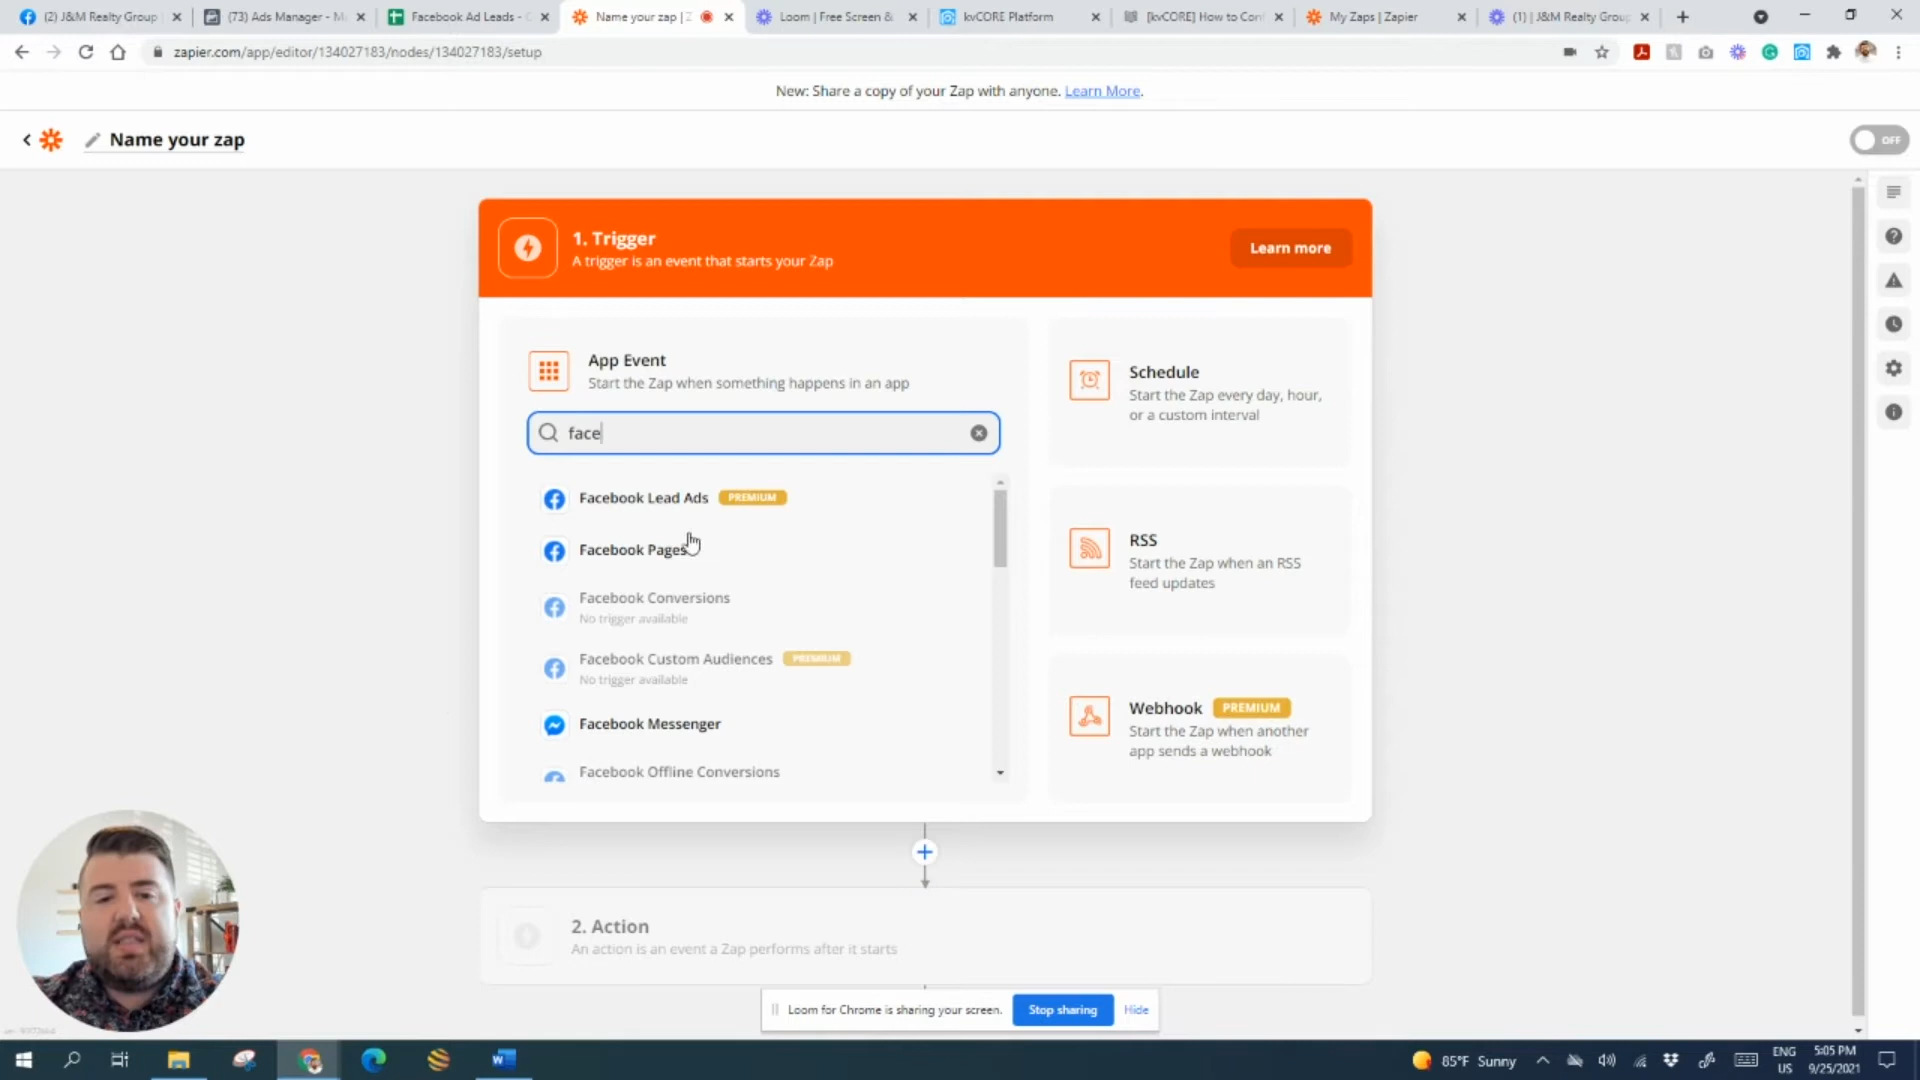 (2) J&M Realty Group
(73) Ads Manager - M
Facebook Ad Leads -
Name your zap | Z
Loom | Free Screen &
kvCORE Platform
[kvCORE] How to Con
My Zaps | Zapier
(1) | J&M Realty Group
zapier.com/app/editor/134027183/nodes/134027183/setup
New: Share a copy of your Zap with anyone. Learn More.
Name your zap
OFF
1. Trigger
A trigger is an event that starts your Zap
Learn more
App Event
Start the Zap when something happens in an app
face
Facebook Lead Ads PREMIUM
Facebook Pages
Facebook Conversions
No trigger available
Facebook Custom Audiences PREMIUM
No trigger available
Facebook Messenger
Facebook Offline Conversions
Schedule
Start the Zap every day, hour,
or a custom interval
RSS
Start the Zap when an RSS
feed updates
Webhook PREMIUM
Start the Zap when another
app sends a webhook
2. Action
An action is an event a Zap performs after it starts
Loom for Chrome is sharing your screen.
Stop sharing
Hide
85°F Sunny
ENG
US
5:05 PM
9/25/2021